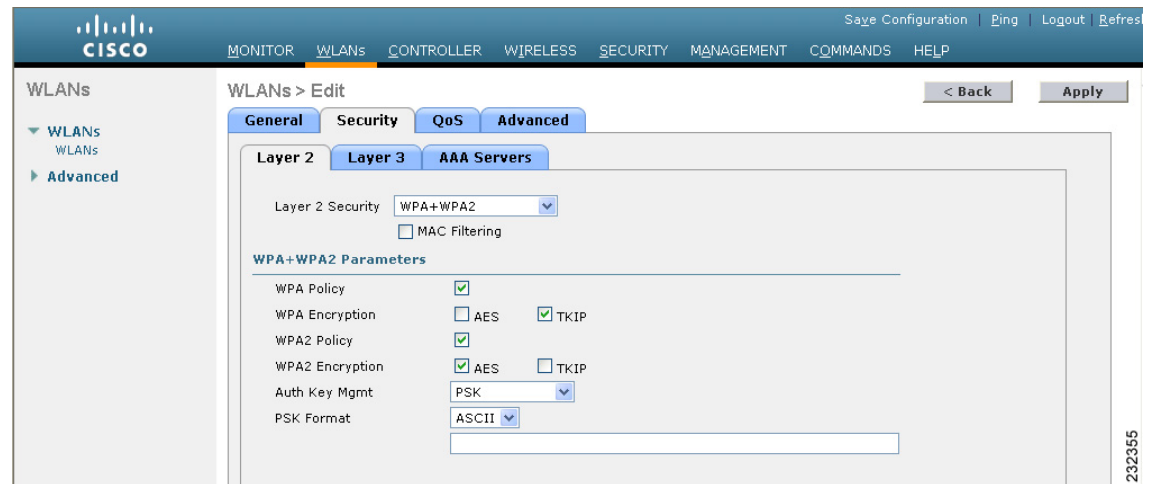 Save Configuration | Ping | Logout | Refresh
CISCO
MONITOR WLANs CONTROLLER WIRELESS SECURITY MANAGEMENT COMMANDS HELP
WLANs
WLANs
WLANs
Advanced
WLANs > Edit
< Back Apply
General Security QoS Advanced
Layer 2 Layer 3 AAA Servers
Layer 2 Security WPA+WPA2
MAC Filtering
WPA+WPA2 Parameters
WPA Policy
WPA Encryption AES TKIP
WPA2 Policy
WPA2 Encryption AES TKIP
Auth Key Mgmt PSK
PSK Format ASCII
232355